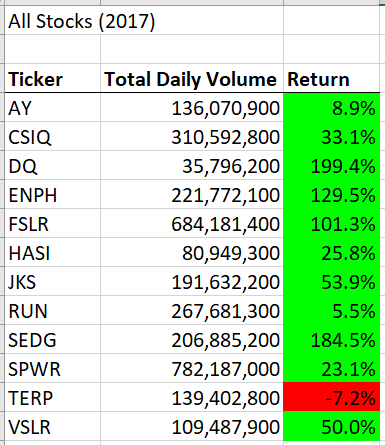 All Stocks (2017)
Ticker Total Daily Volume Return
AY 136,070,900 8.9%
CSIQ 310,592,800 33.1%
DQ 35,796,200 199.4%
ENPH 221,772,100 129.5%
FSLR 684,181,400 101.3%
HASI 80,949,300 25.8%
JKS 191,632,200 53.9%
RUN 267,681,300 5.5%
SEDG 206,885,200 184.5%
SPWR 782,187,000 23.1%
TERP 139,402,800 -7.2%
VSLR 109,487,900 50.0%